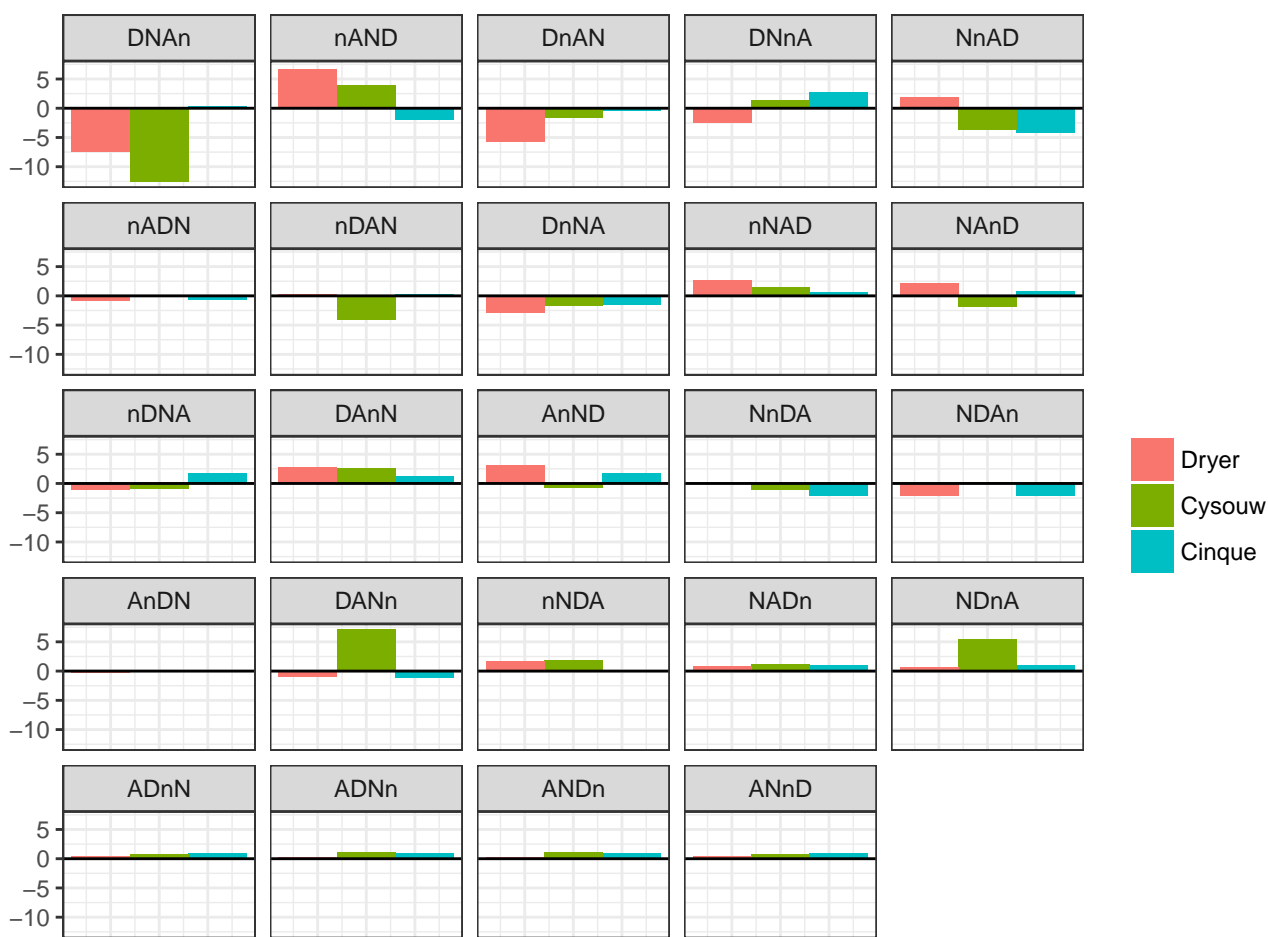 DNAn nAND DnAN DNnA NnAD
5
0
−5
−10
nADN nDAN DnNA nNAD NAnD
5
0
−5
−10
nDNA DAnN AnND NnDA NDAn
5
0
−5
−10
AnDN DANn nNDA NADn NDnA
5
0
−5
−10
ADnN ADNn ANDn ANnD
5
0
−5
−10
Dryer
Cysouw
Cinque